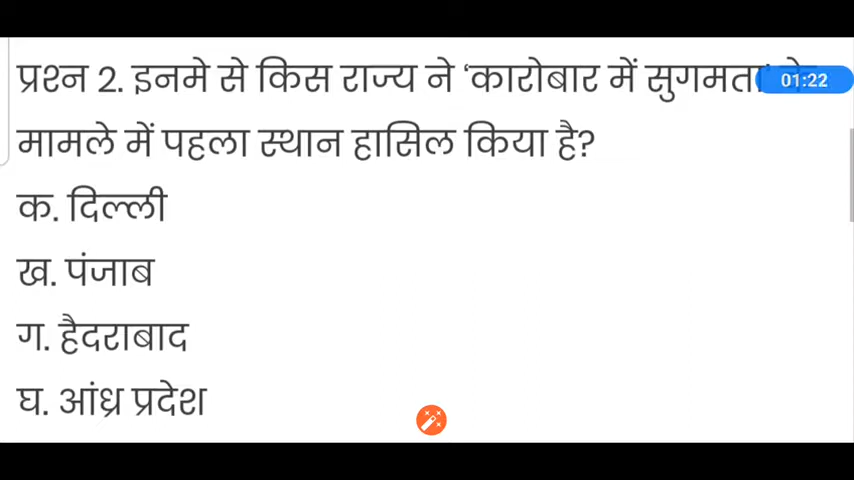 प्रश्न 2. इनमे से किस राज्य ने ‘कारोबार में सुगमता’ के
01:22
मामले में पहला स्थान हासिल किया है?
क. दिल्ली
ख. पंजाब
ग. हैदराबाद
घ. आंध्र प्रदेश